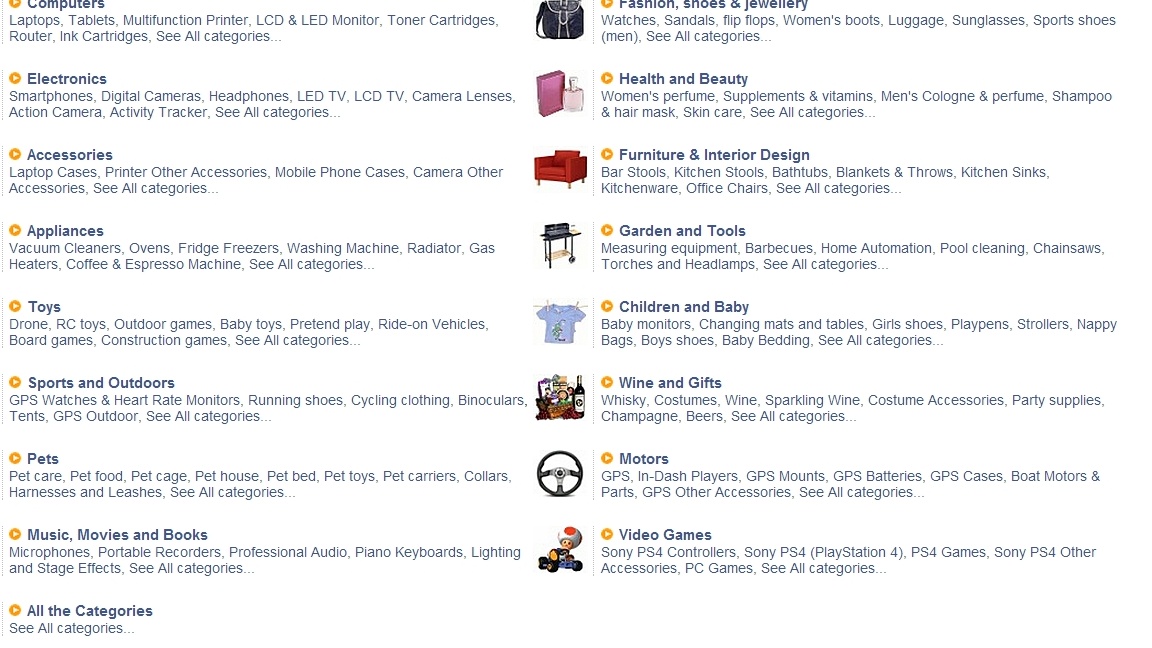 Computers
Laptops, Tablets, Multifunction Printer, LCD & LED Monitor, Toner Cartridges,
Router, Ink Cartridges, See All categories...
Electronics
Smartphones, Digital Cameras, Headphones, LED TV, LCD TV, Camera Lenses,
Action Camera, Activity Tracker, See All categories...
Accessories
Laptop Cases, Printer Other Accessories, Mobile Phone Cases, Camera Other
Accessories, See All categories...
Appliances
Vacuum Cleaners, Ovens, Fridge Freezers, Washing Machine, Radiator, Gas
Heaters, Coffee & Espresso Machine, See All categories...
Toys
Drone, RC toys, Outdoor games, Baby toys, Pretend play, Ride-on Vehicles,
Board games, Construction games, See All categories...
Sports and Outdoors
GPS Watches & Heart Rate Monitors, Running shoes, Cycling clothing, Binoculars,
Tents, GPS Outdoor, See All categories...
Pets
Pet care, Pet food, Pet cage, Pet house, Pet bed, Pet toys, Pet carriers, Collars,
Harnesses and Leashes, See All categories...
Music, Movies and Books
Microphones, Portable Recorders, Professional Audio, Piano Keyboards, Lighting
and Stage Effects, See All categories...
All the Categories
See All categories...
Fashion, shoes & jewellery
Watches, Sandals, flip flops, Women's boots, Luggage, Sunglasses, Sports shoes
(men), See All categories...
Health and Beauty
Women's perfume, Supplements & vitamins, Men's Cologne & perfume, Shampoo
& hair mask, Skin care, See All categories...
Furniture & Interior Design
Bar Stools, Kitchen Stools, Bathtubs, Blankets & Throws, Kitchen Sinks,
Kitchenware, Office Chairs, See All categories...
Garden and Tools
Measuring equipment, Barbecues, Home Automation, Pool cleaning, Chainsaws,
Torches and Headlamps, See All categories...
Children and Baby
Baby monitors, Changing mats and tables, Girls shoes, Playpens, Strollers, Nappy
Bags, Boys shoes, Baby Bedding, See All categories...
Wine and Gifts
Whisky, Costumes, Wine, Sparkling Wine, Costume Accessories, Party supplies,
Champagne, Beers, See All categories...
Motors
GPS, In-Dash Players, GPS Mounts, GPS Batteries, GPS Cases, Boat Motors &
Parts, GPS Other Accessories, See All categories...
Video Games
Sony PS4 Controllers, Sony PS4 (PlayStation 4), PS4 Games, Sony PS4 Other
Accessories, PC Games, See All categories...